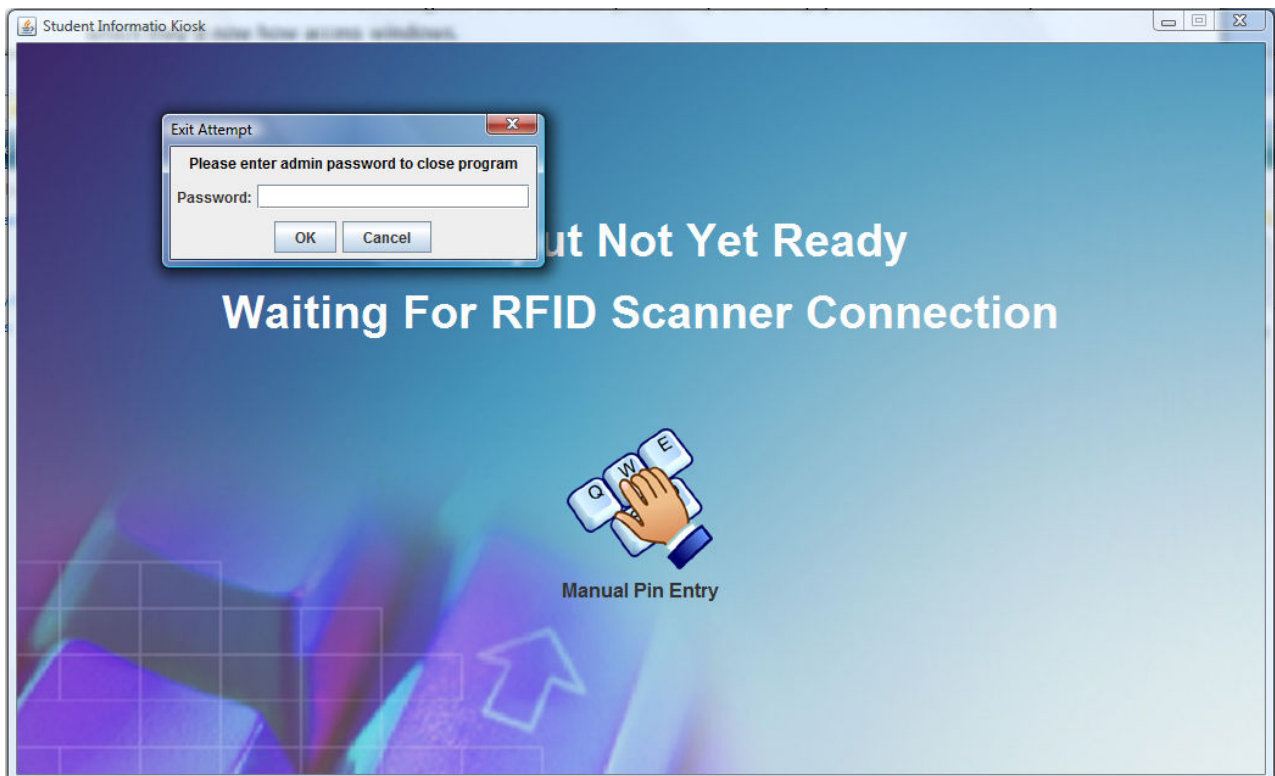 Student Informatio Kiosk
Exit Attempt
Please enter admin password to close program
Password:
OK Cancel
Not Yet Ready
Waiting For RFID Scanner Connection
Q W E
Manual Pin Entry